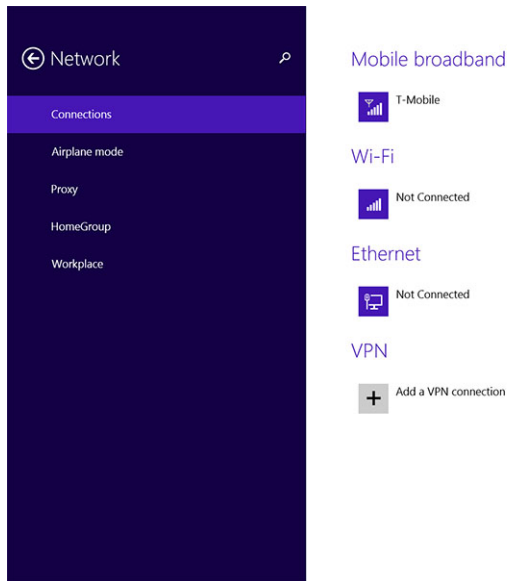 Network
Connections
Airplane mode
Proxy
HomeGroup
Workplace
Mobile broadband
T-Mobile
Wi-Fi
Not Connected
Ethernet
Not Connected
VPN
Add a VPN connection